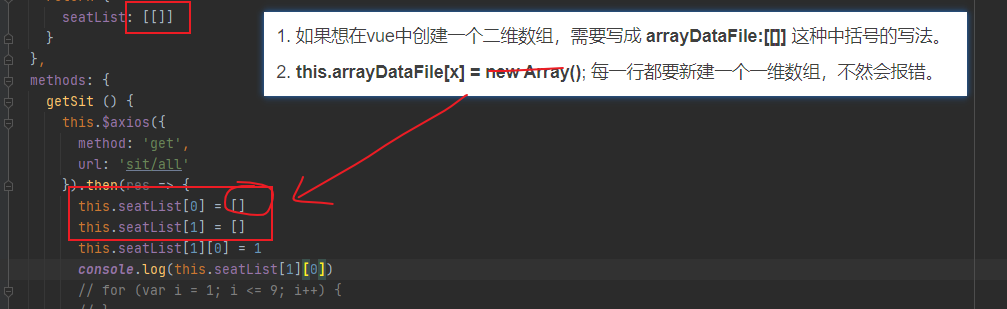 seatList: [[]]
}
},
methods: {
getSit () {
this.$axios({
method: 'get',
url: 'sit/all'
}).then(res => {
this.seatList[0] = []
this.seatList[1] = []
this.seatList[1][0] = 1
console.log(this.seatList[1][0])
// for (var i = 1; i <= 9; i++) {
1. 如果想在vue中创建一个二维数组，需要写成 arrayDataFile:[[]] 这种中括号的写法。
2. this.arrayDataFile[x] = new Array(); 每一行都要新建一个一维数组，不然会报错。